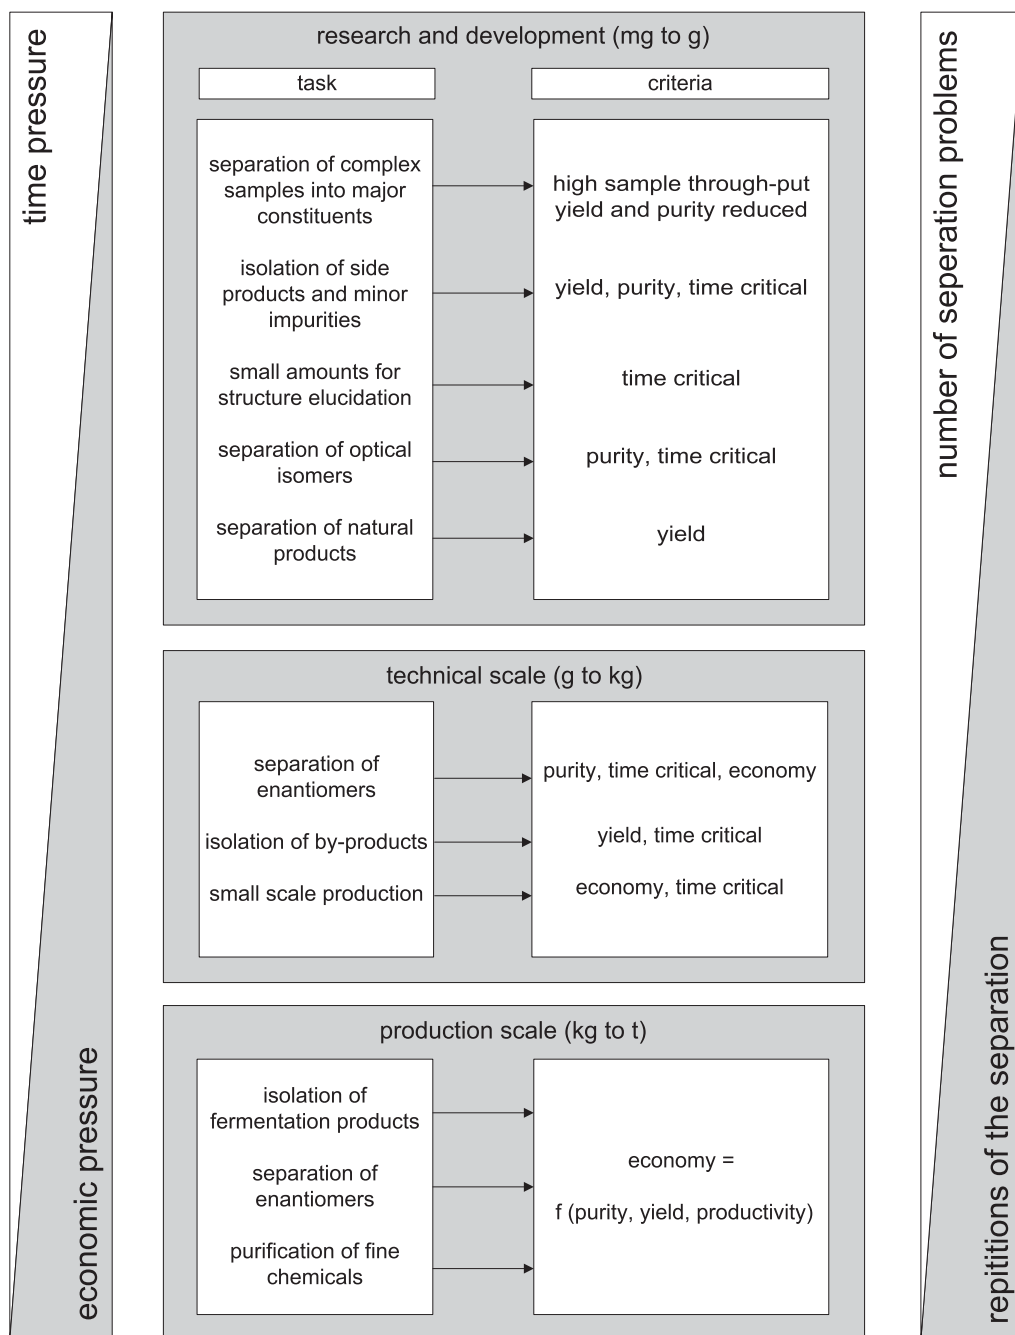 time pressure
economic pressure
research and development (mg to g)
task
criteria
separation of complex
samples into major
constituents
high sample through-put
yield and purity reduced
isolation of side
products and minor
impurities
yield, purity, time critical
small amounts for
structure elucidation
time critical
separation of optical
isomers
purity, time critical
separation of natural
products
yield
technical scale (g to kg)
separation of
enantiomers
purity, time critical, economy
isolation of by-products
yield, time critical
small scale production
economy, time critical
production scale (kg to t)
isolation of
fermentation products
separation of
enantiomers
purification of fine
chemicals
economy =
f (purity, yield, productivity)
number of seperation problems
repititions of the separation